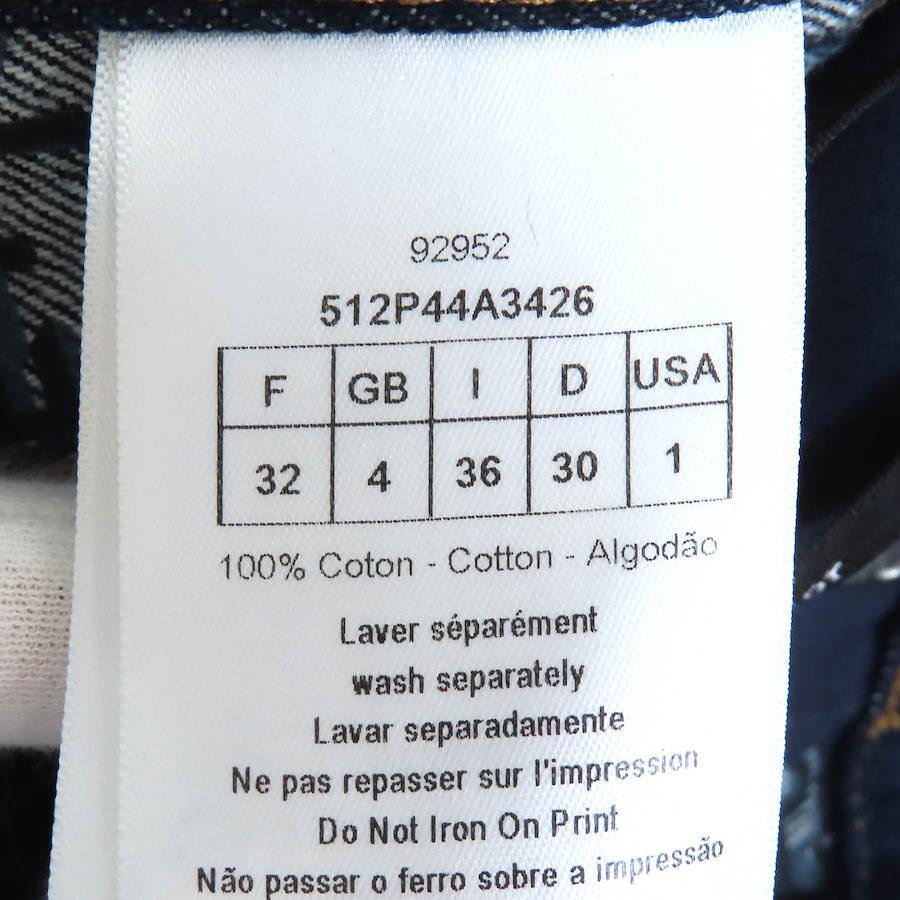 92952
512P44A3426
F GB I D USA
32 4 36 30 1
100% Coton - Cotton - Algodão
Laver séparément
wash separately
Lavar separadamente
Ne pas repasser sur l'impression
Do Not Iron On Print
Não passar o ferro sobre a impressão